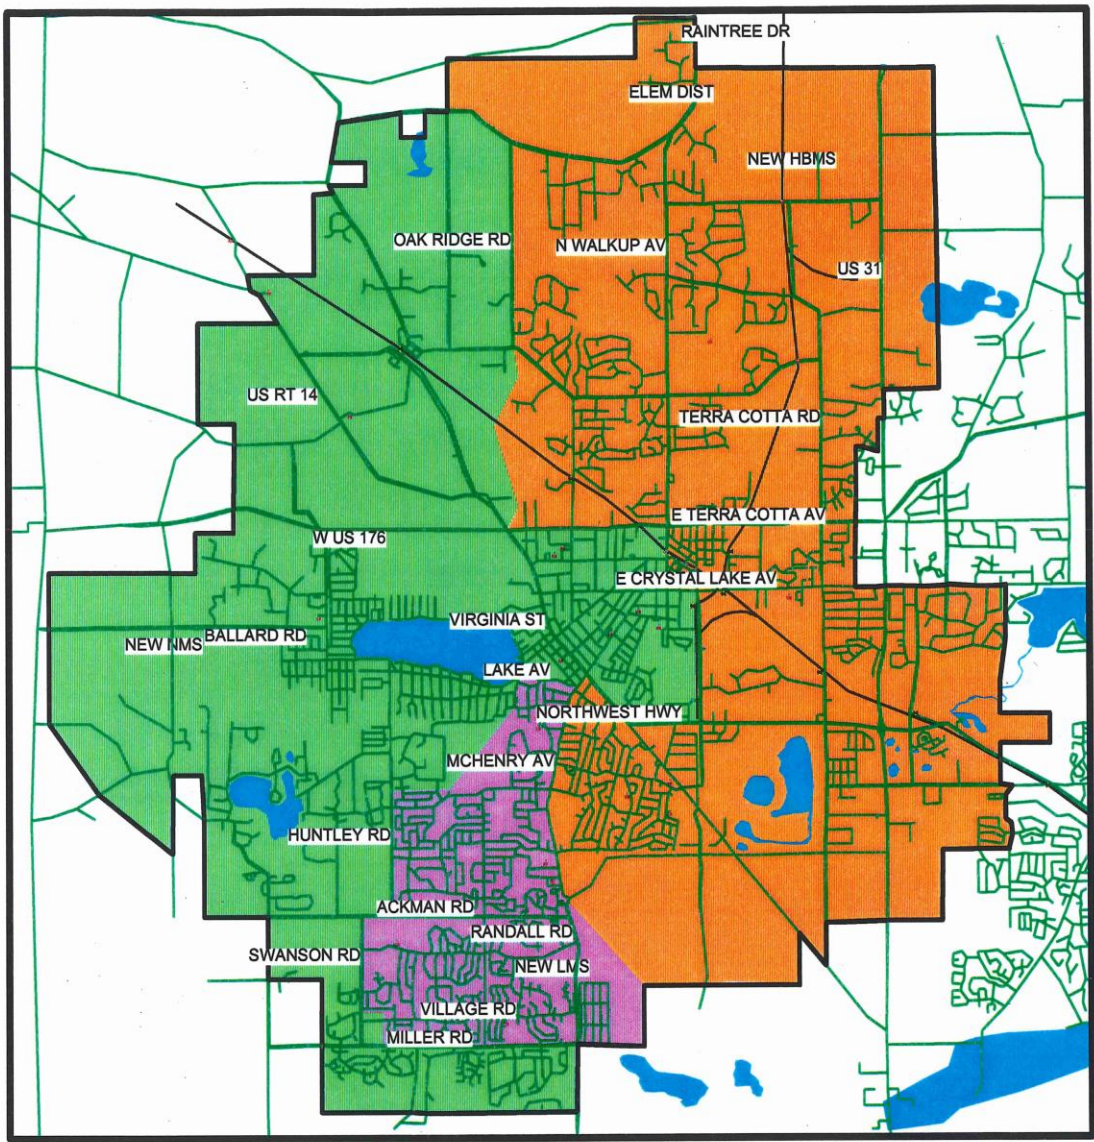 RAINTREE DR
ELEM DIST
NEW HBMS
OAK RIDGE RD
N WALKUP AV
US 31
US RT 14
TERRA COTTA RD
E TERRA COTTA AV
W US 176
E CRYSTAL LAKE AV
VIRGINIA ST
BALLARD RD
NEW NMS
LAKE AV
NORTHWEST HWY
MCHENRY AV
HUNTLEY RD
ACKMAN RD
RANDALL RD
SWANSON RD
NEW LMS
VILLAGE RD
MILLER RD